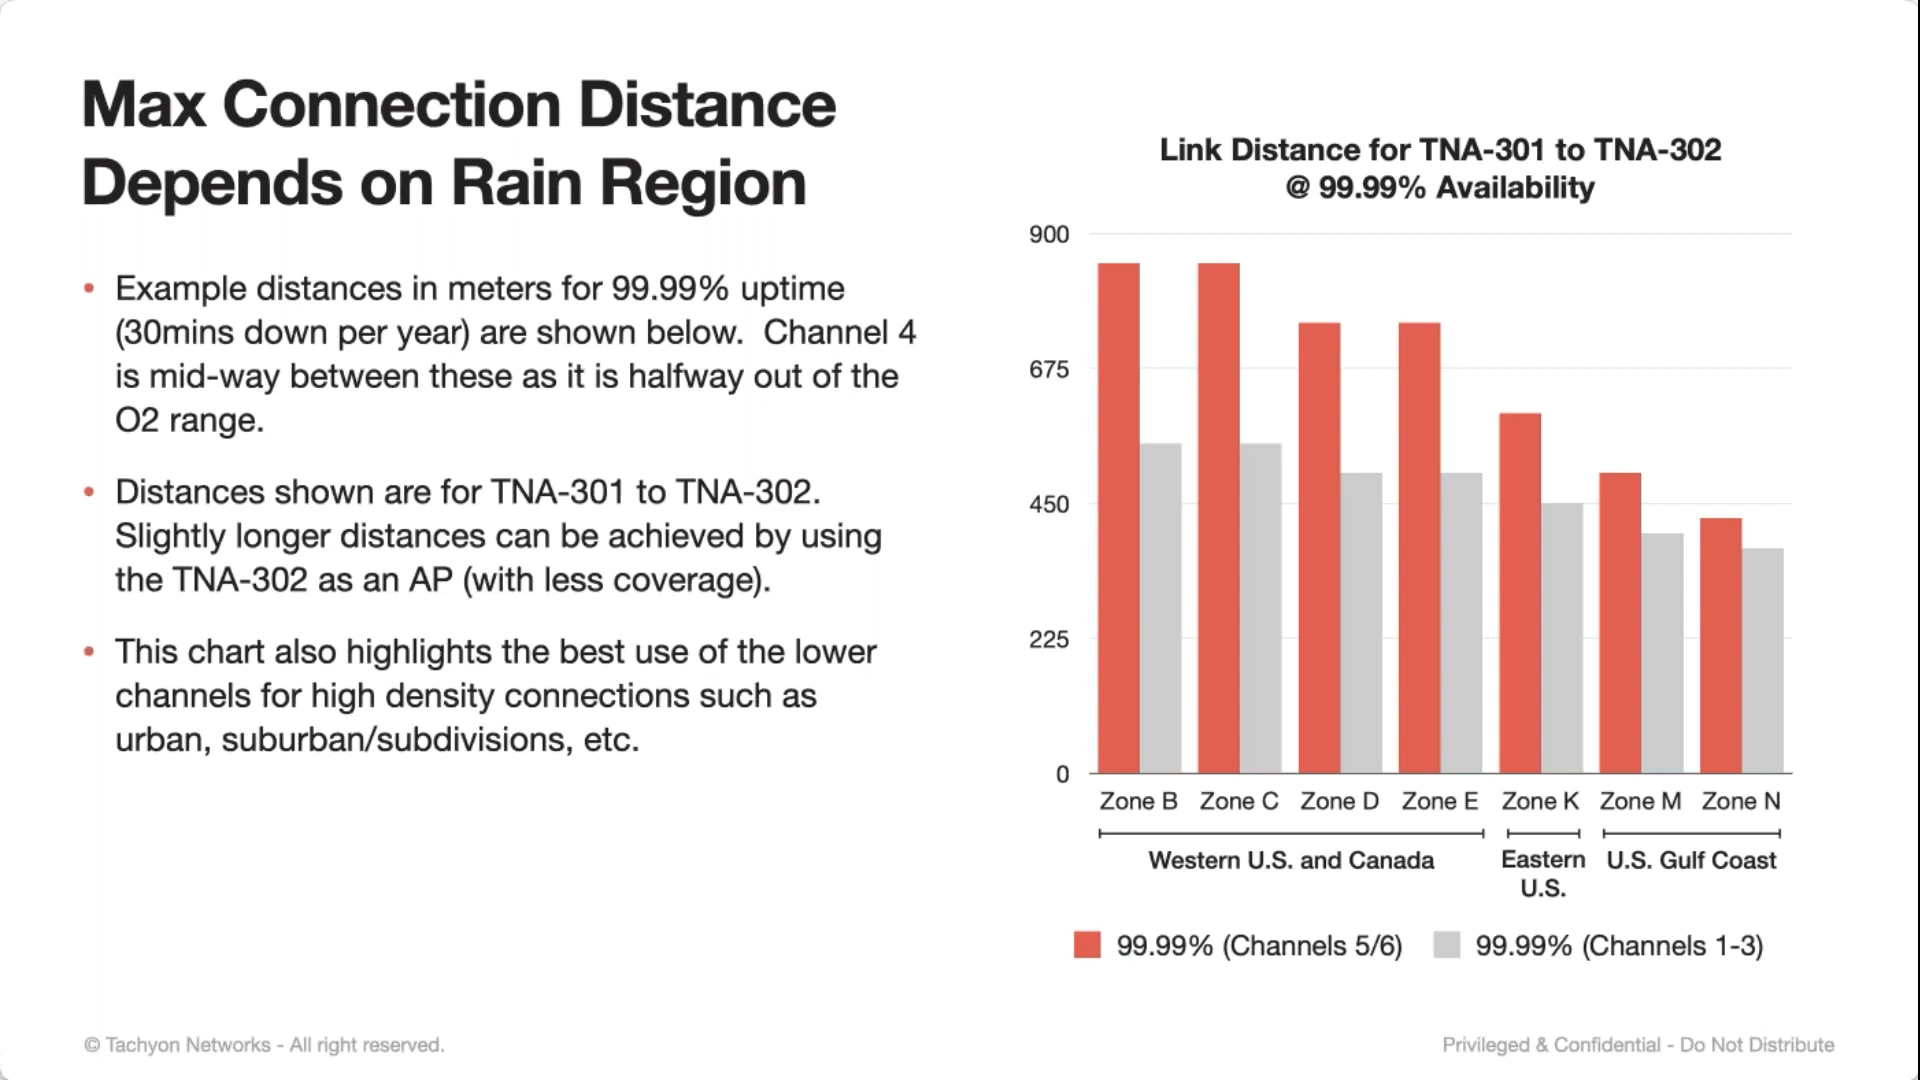 Max Connection Distance
Depends on Rain Region
• Example distances in meters for 99.99% uptime
(30mins down per year) are shown below.  Channel 4
is mid-way between these as it is halfway out of the
O2 range.
• Distances shown are for TNA-301 to TNA-302.
Slightly longer distances can be achieved by using
the TNA-302 as an AP (with less coverage).
• This chart also highlights the best use of the lower
channels for high density connections such as
urban, suburban/subdivisions, etc.
Link Distance for TNA-301 to TNA-302
@ 99.99% Availability
900
675
450
225
0
Zone B Zone C Zone D Zone E Zone K Zone M Zone N
Western U.S. and Canada
Eastern
U.S.
U.S. Gulf Coast
99.99% (Channels 5/6) 99.99% (Channels 1-3)
© Tachyon Networks - All right reserved.
Privileged & Confidential - Do Not Distribute